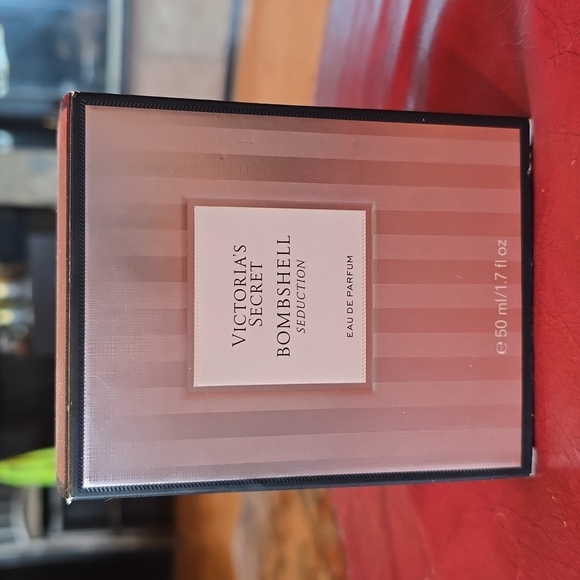 VICTORIA'S
SECRET
BOMBSHELL
SEDUCTION
EAU DE PARFUM
℮ 50 ml/1.7 fl oz